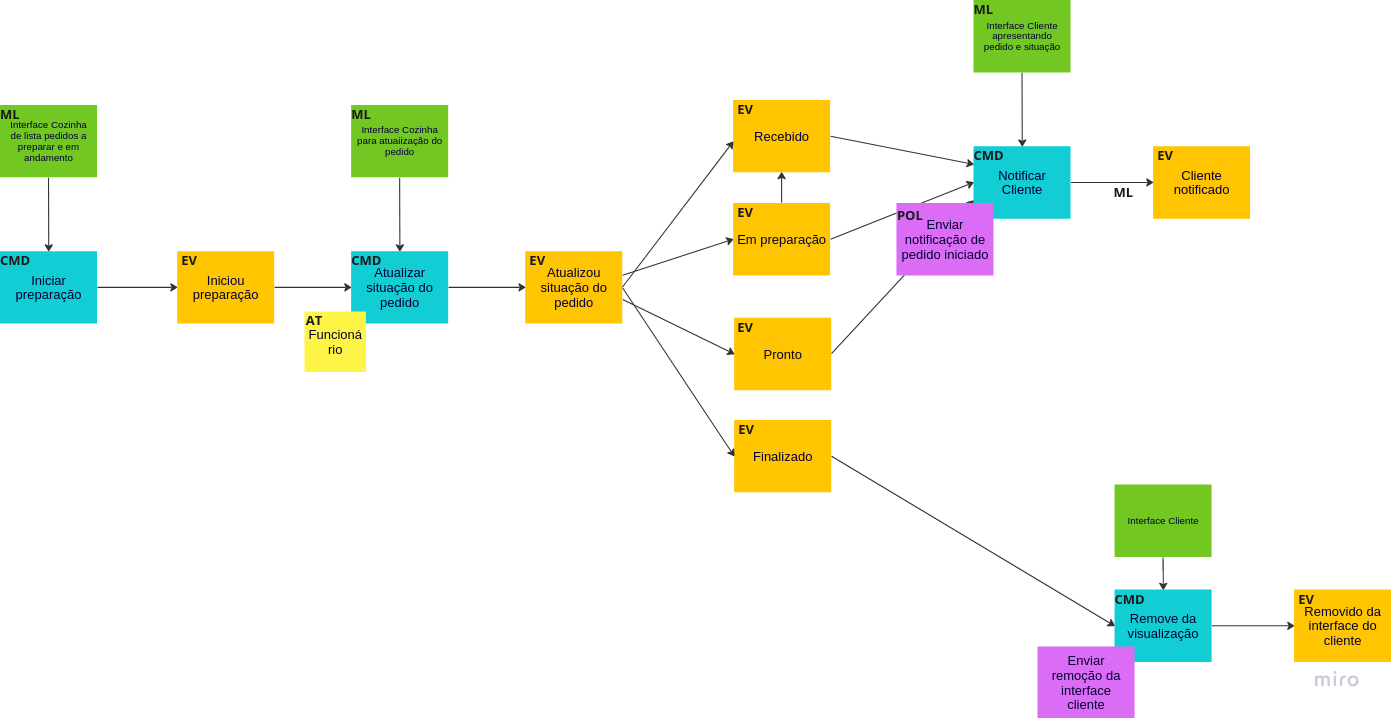 ML
Interface Cliente
apresentando
pedido e situação
ML
Interface Cozinha
de lista pedidos a
preparar e em
andamento
ML
Interface Cozinha
para atuaiização do
pedido
EV
Recebido
CMD
Notificar
Cliente
EV
Cliente
notificado
ML
EV
Em preparação
POL
Enviar
notificação de
pedido iniciado
CMD
Iniciar
preparação
EV
Iniciou
preparação
CMD
Atualizar
situação do
pedido
AT
Funcioná
rio
EV
Atualizou
situação do
pedido
EV
Pronto
EV
Finalizado
Interface Cliente
CMD
Remove da
visualização
Enviar
remoção da
interface
cliente
EV
Removido da
interface do
cliente
miro